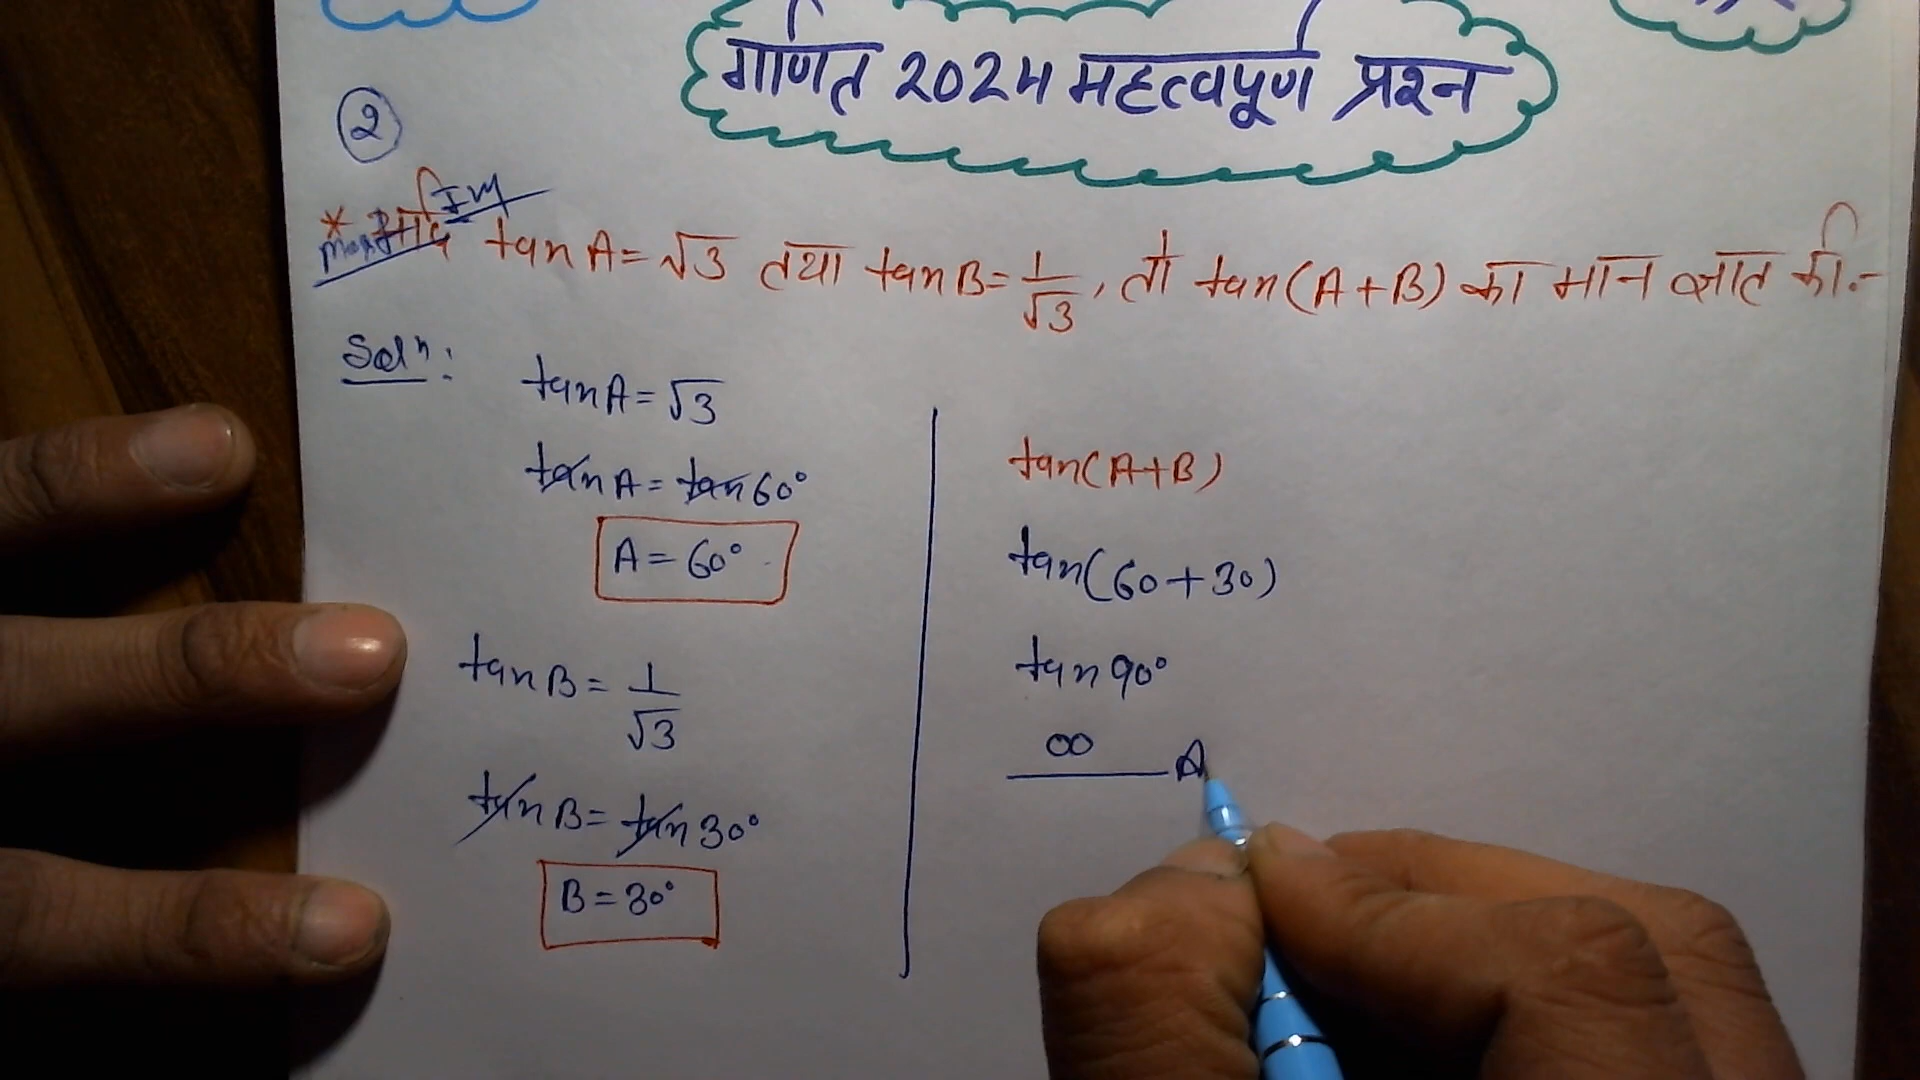 गणित 2024 महत्वपूर्ण प्रश्न
2
Im
* यदि tan A = √3 तथा tan B = 1/√3, तो tan(A+B) का मान ज्ञात की.-
Solⁿ:
tan A = √3
tan A = tan 60°
A = 60°
tan B = 1/√3
tan B = tan 30°
B = 30°
tan(A+B)
tan(60+30)
tan 90°
∞ A